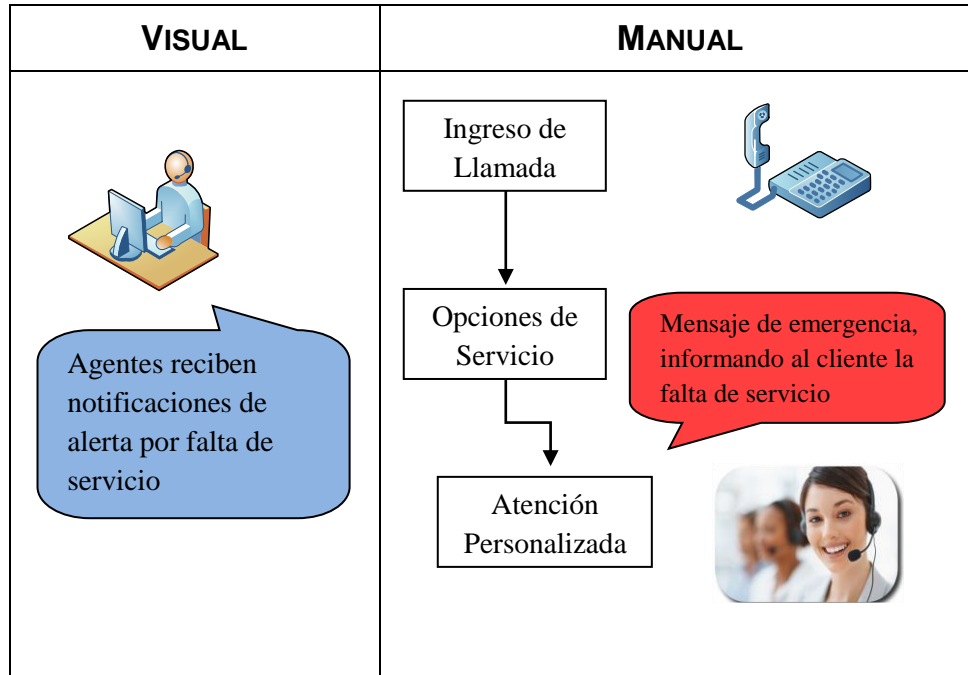 VISUAL
MANUAL
Agentes reciben
notificaciones de
alerta por falta de
servicio
Ingreso de
Llamada
Opciones de
Servicio
Mensaje de emergencia,
informando al cliente la
falta de servicio
Atención
Personalizada